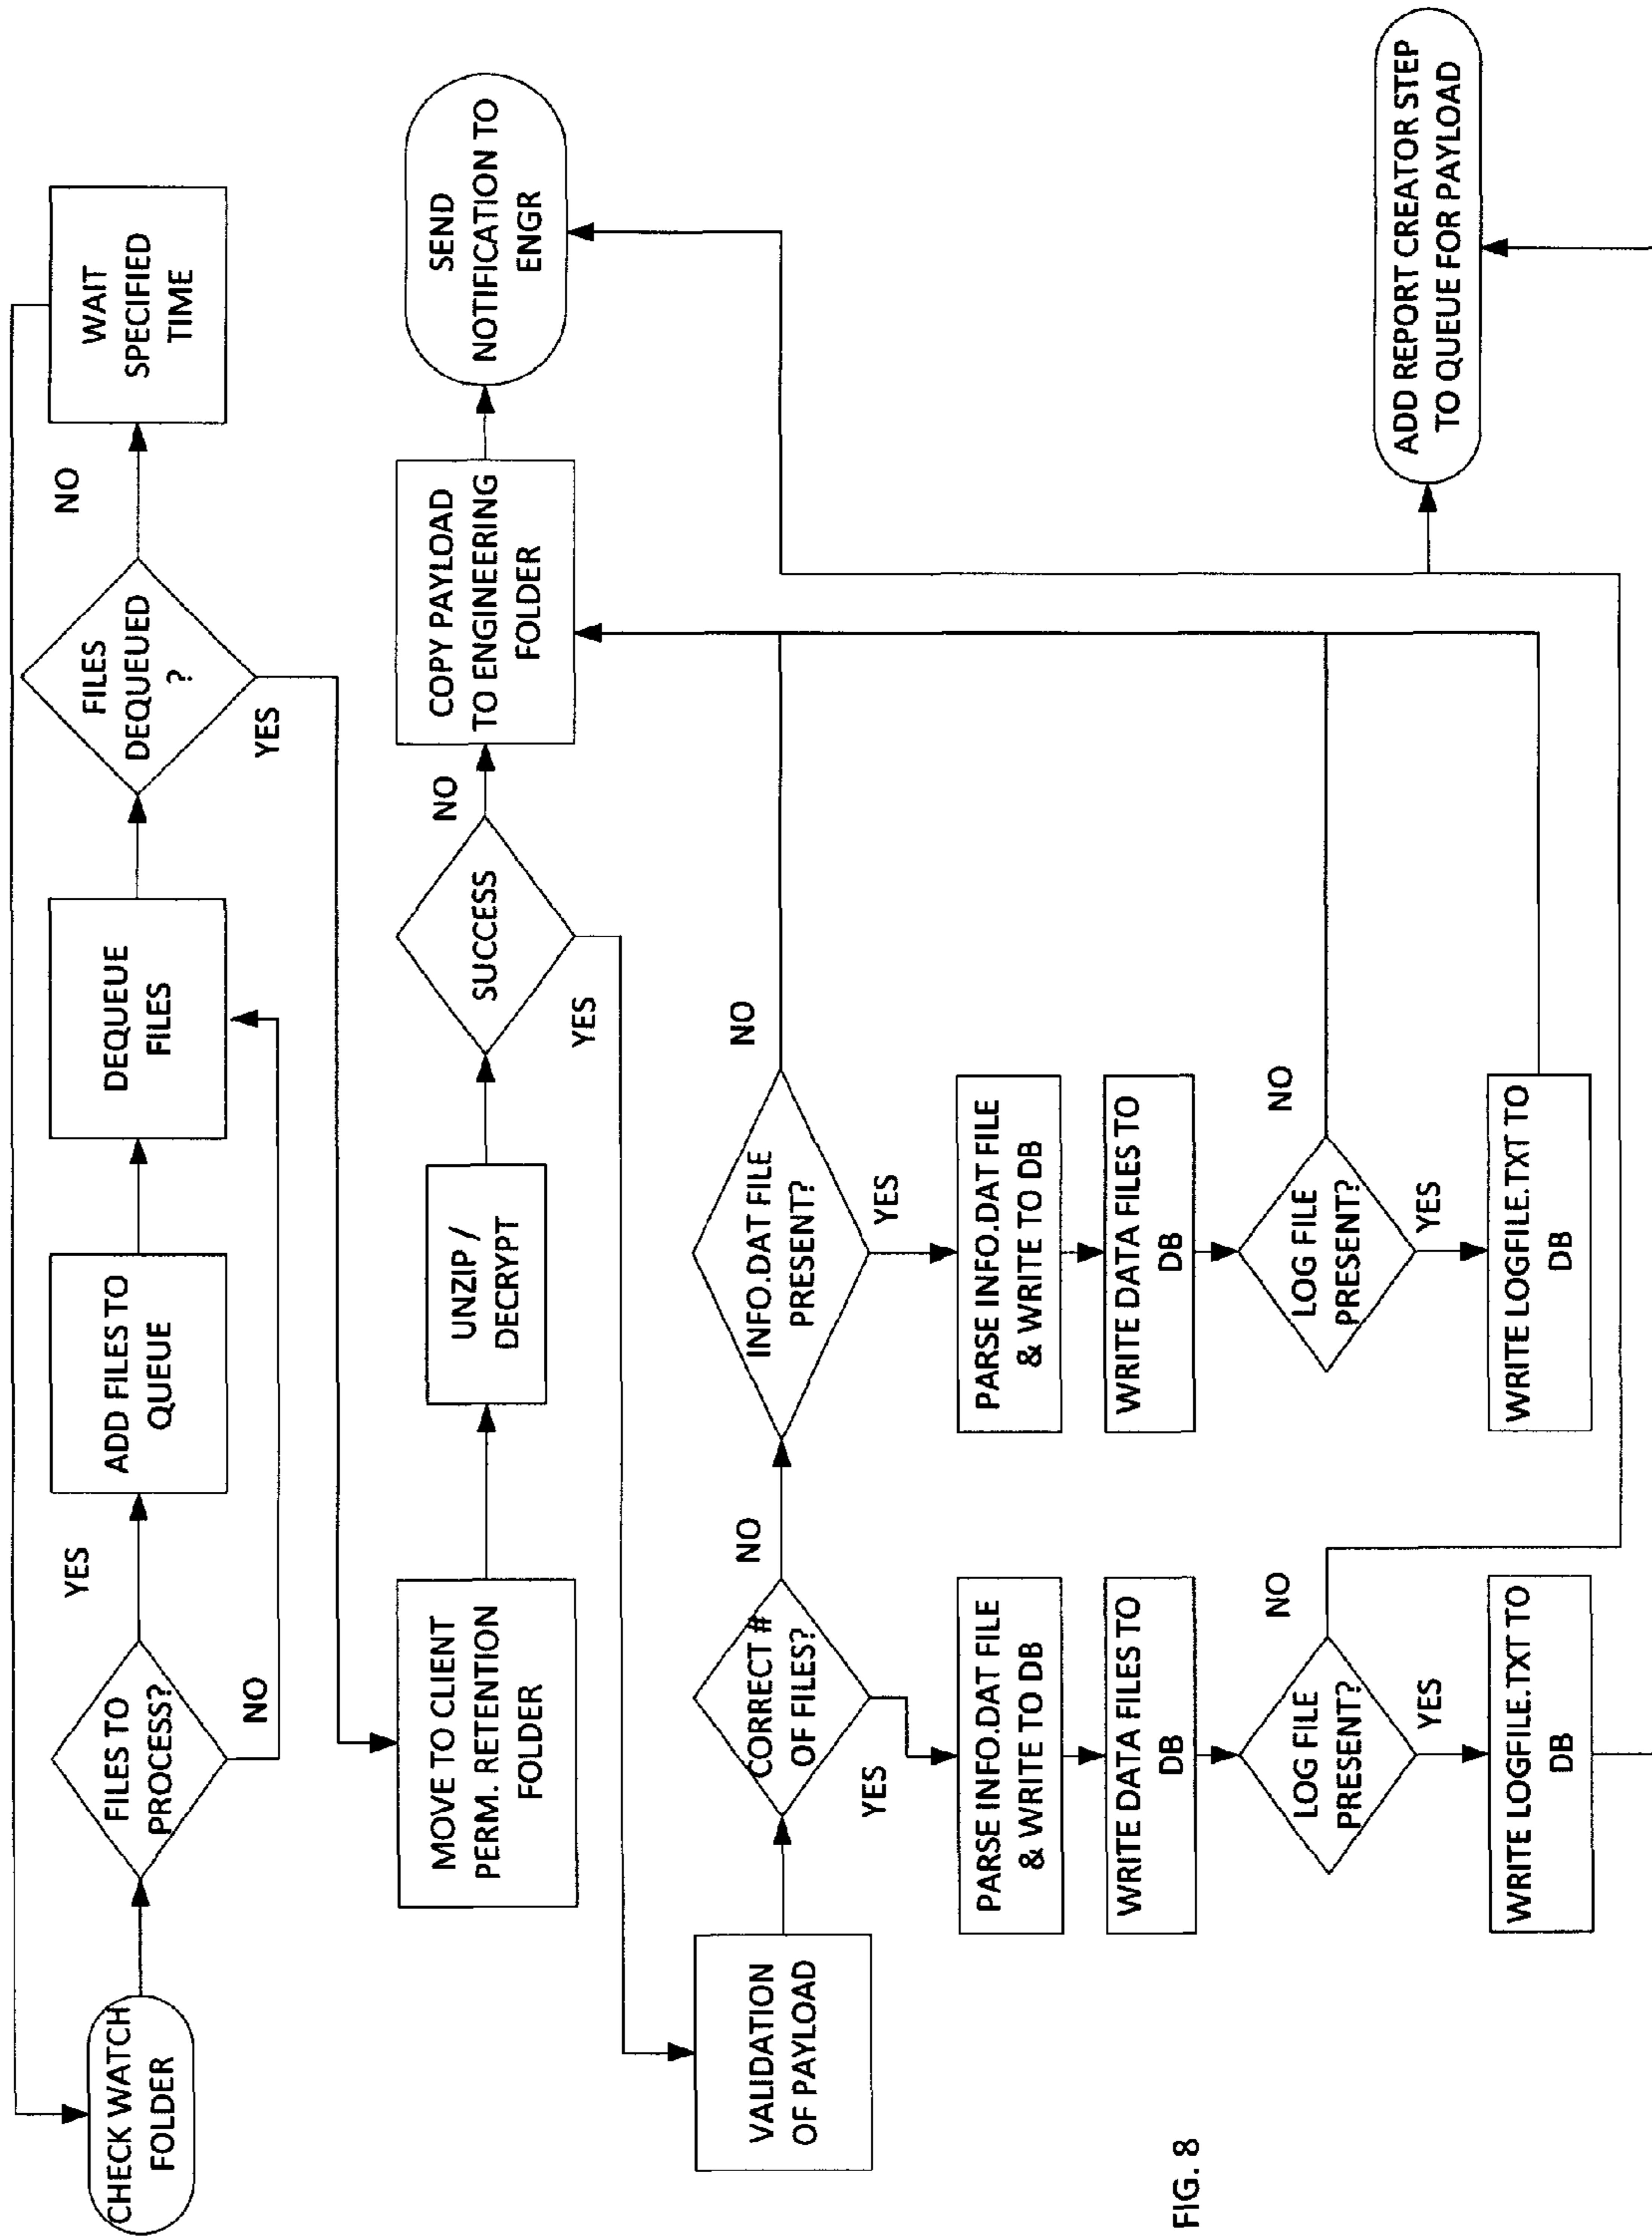 CHECK WATCH
FOLDER
FILES TO
PROCESS?
YES
NO
ADD FILES TO
QUEUE
DEQUEUE
FILES
FILES
DEQUEUED
?
NO
YES
WAIT
SPECIFIED
TIME
MOVE TO CLIENT
PERM. RETENTION
FOLDER
UNZIP /
DECRYPT
SUCCESS
NO
YES
COPY PAYLOAD
TO ENGINEERING
FOLDER
SEND
NOTIFICATION TO
ENGR
VALIDATION
OF PAYLOAD
CORRECT #
OF FILES?
NO
YES
INFO.DAT FILE
PRESENT?
NO
YES
PARSE INFO.DAT FILE
& WRITE TO DB
WRITE DATA FILES TO
DB
LOG FILE
PRESENT?
NO
YES
WRITE LOGFILE.TXT TO
DB
PARSE INFO.DAT FILE
& WRITE TO DB
WRITE DATA FILES TO
DB
LOG FILE
PRESENT?
NO
YES
WRITE LOGFILE.TXT TO
DB
ADD REPORT CREATOR STEP
TO QUEUE FOR PAYLOAD
FIG. 8